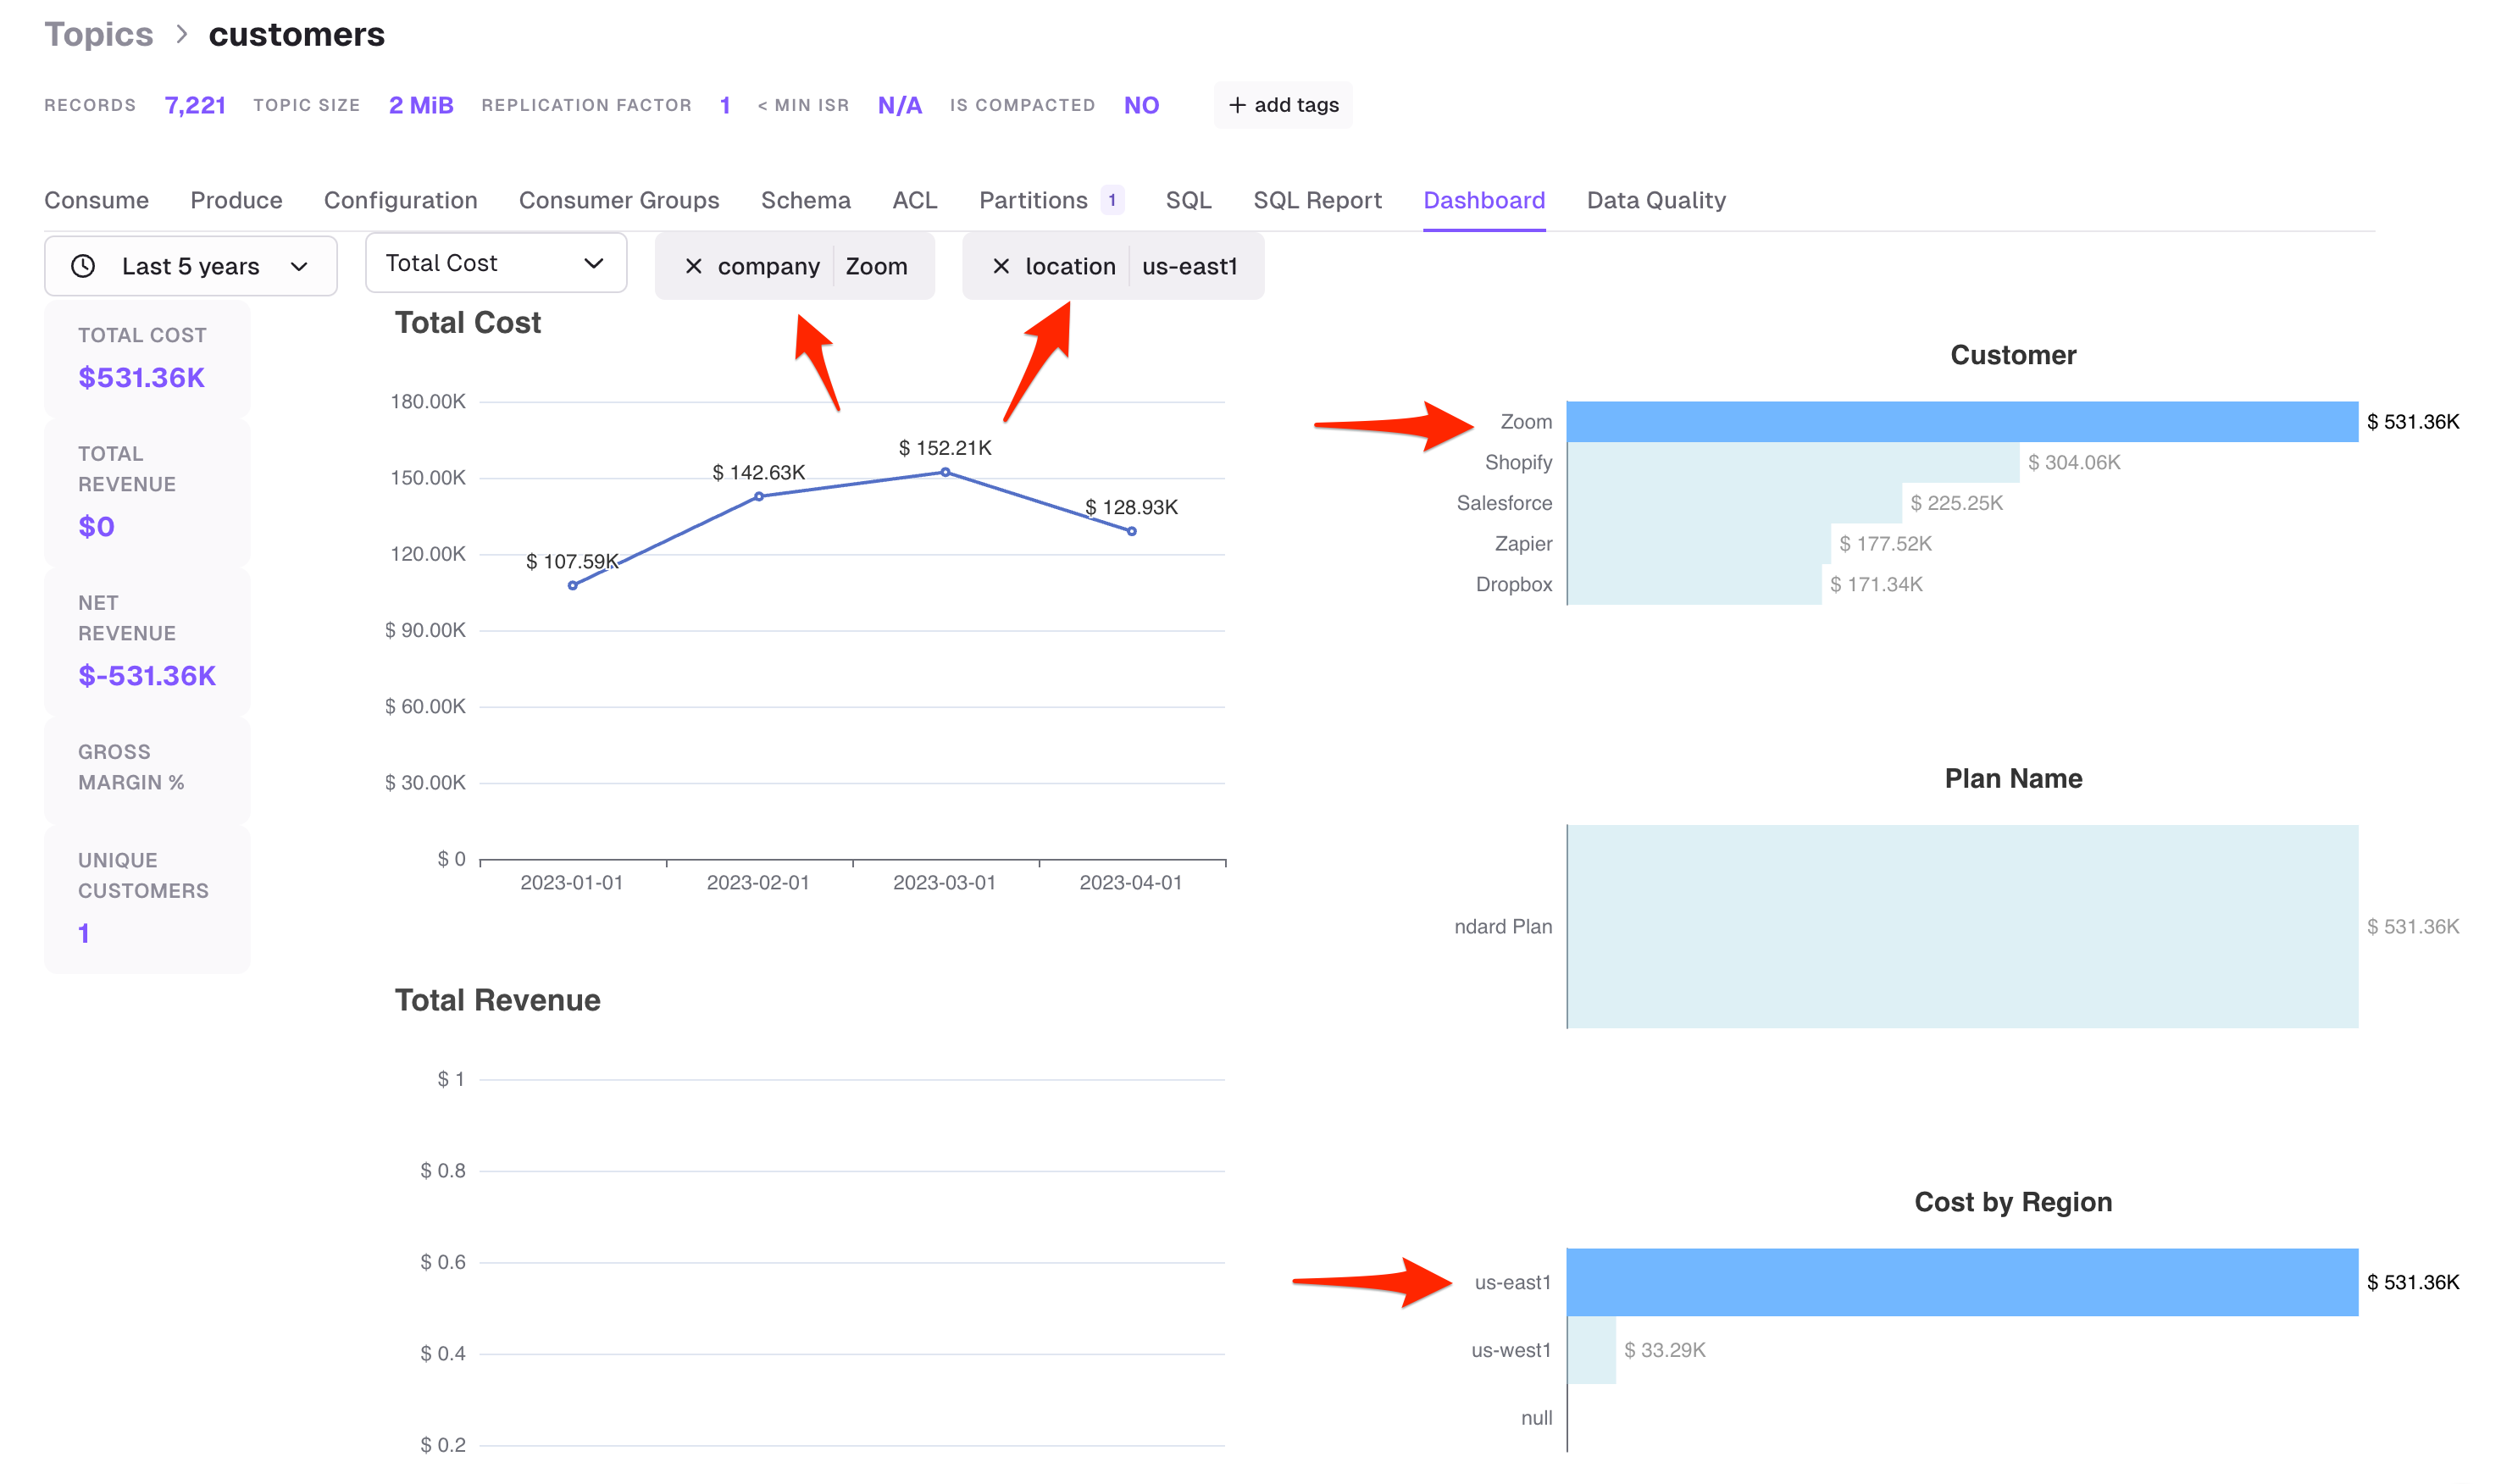 Topics > customers
RECORDS 7,221 TOPIC SIZE 2 MiB REPLICATION FACTOR 1 < MIN ISR N/A IS COMPACTED NO + add tags
Consume Produce Configuration Consumer Groups Schema ACL Partitions 1 SQL SQL Report Dashboard Data Quality
Last 5 years Total Cost × company Zoom × location us-east1
TOTAL COST
$531.36K
TOTAL
REVENUE
$0
NET
REVENUE
$-531.36K
GROSS
MARGIN %
UNIQUE
CUSTOMERS
1
Total Cost
180.00K
150.00K
120.00K
$ 90.00K
$ 60.00K
$ 30.00K
$ 0
$ 107.59K
$ 142.63K
$ 152.21K
$ 128.93K
2023-01-01 2023-02-01 2023-03-01 2023-04-01
Total Revenue
$ 1
$ 0.8
$ 0.6
$ 0.4
$ 0.2
Customer
Zoom $ 531.36K
Shopify $ 304.06K
Salesforce $ 225.25K
Zapier $ 177.52K
Dropbox $ 171.34K
Plan Name
ndard Plan $ 531.36K
Cost by Region
us-east1 $ 531.36K
us-west1 $ 33.29K
null